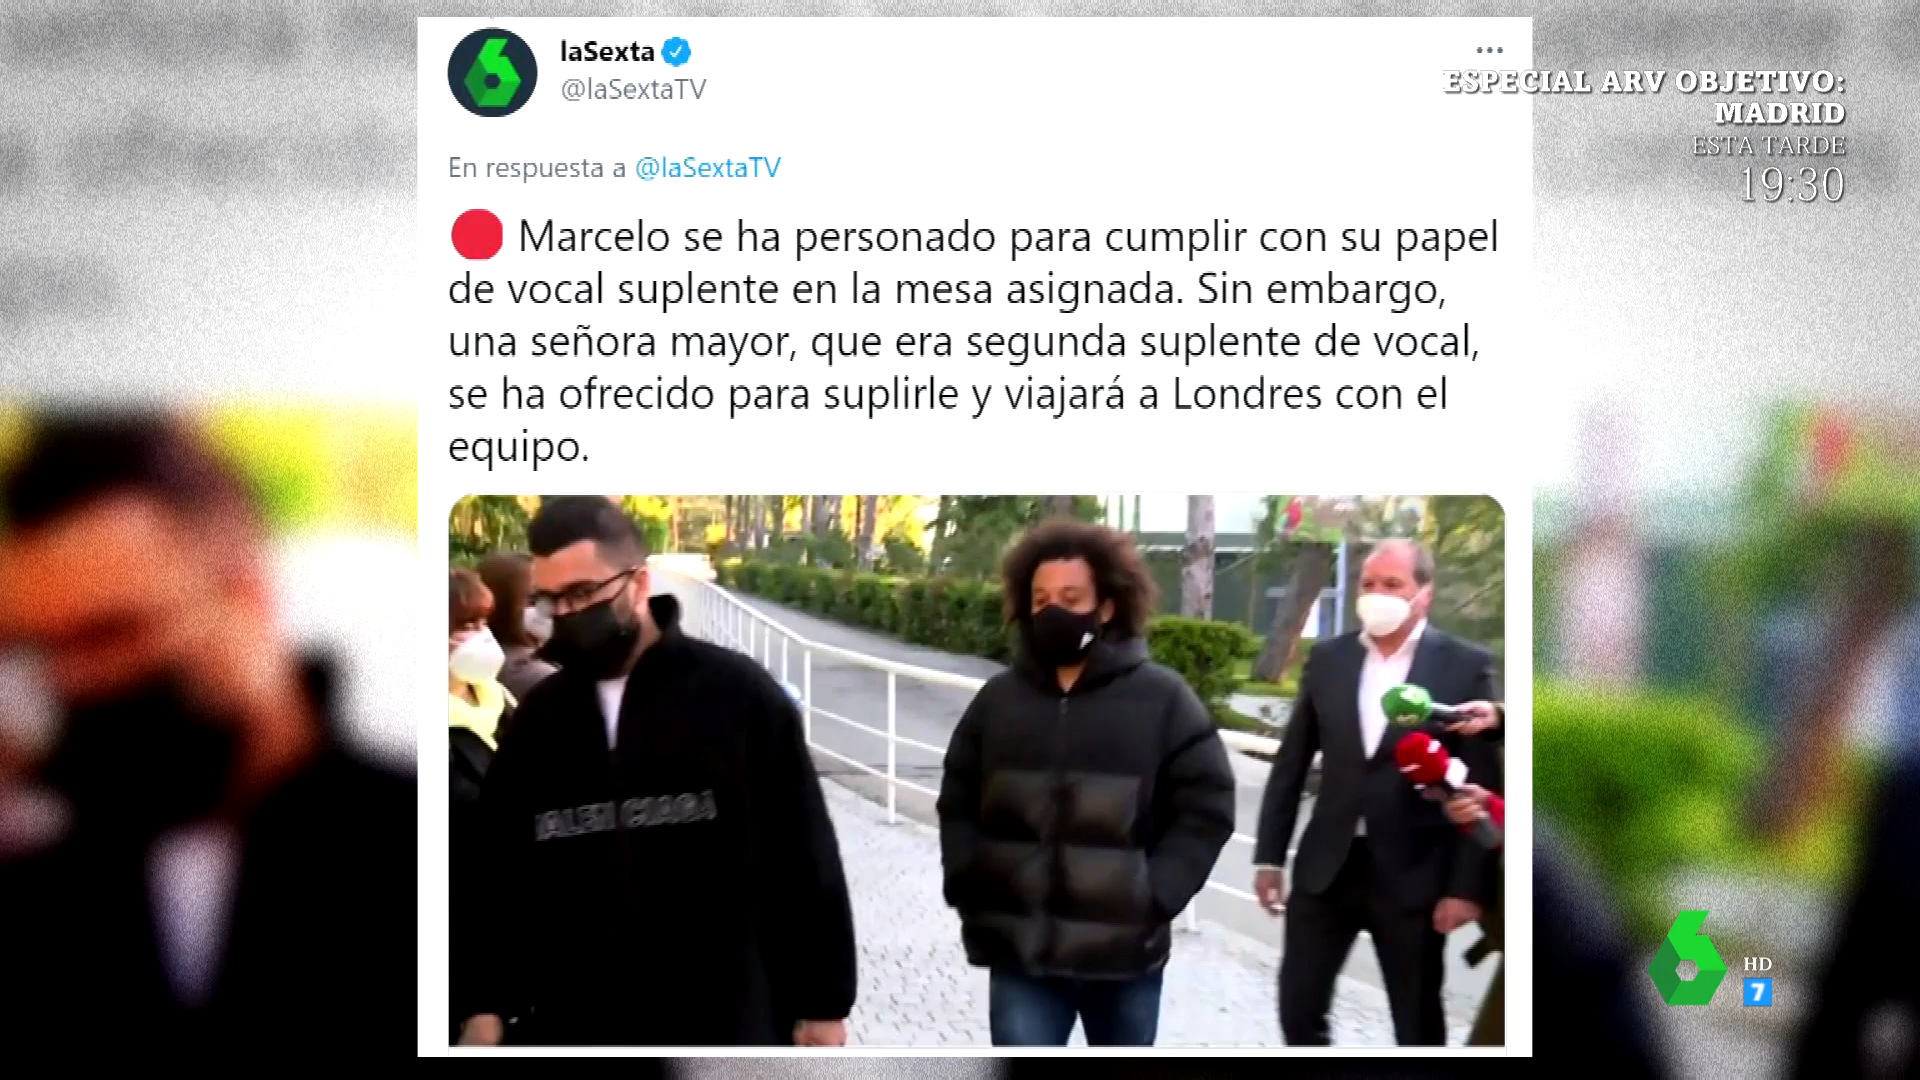 laSexta
@laSextaTV
ESPECIAL ARV OBJETIVO:
MADRID
ESTA TARDE
19:30
En respuesta a @laSextaTV
Marcelo se ha personado para cumplir con su papel
de vocal suplente en la mesa asignada. Sin embargo,
una señora mayor, que era segunda suplente de vocal,
se ha ofrecido para suplirle y viajará a Londres con el
equipo.
HD
7